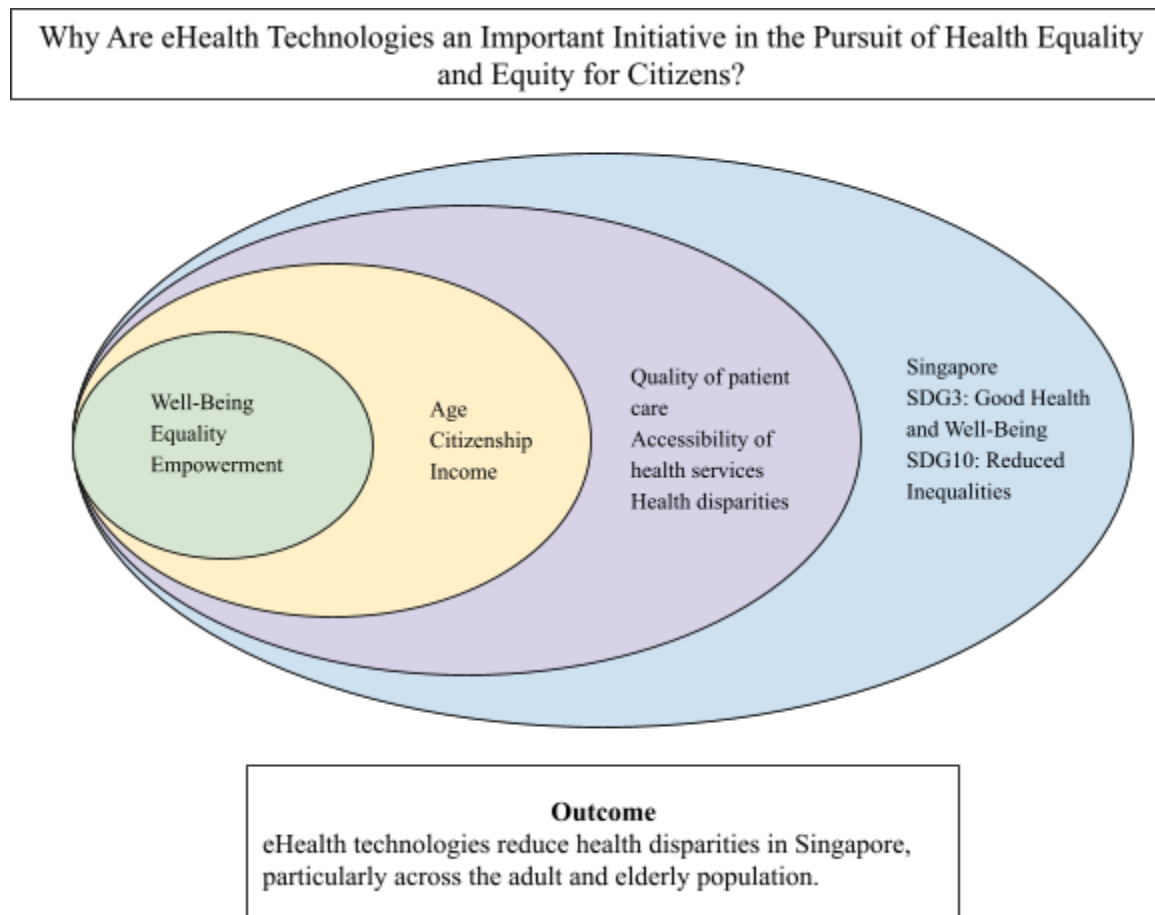 Why Are eHealth Technologies an Important Initiative in the Pursuit of Health Equality
and Equity for Citizens?
Well-Being
Equality
Empowerment
Age
Citizenship
Income
Quality of patient
care
Accessibility of
health services
Health disparities
Singapore
SDG3: Good Health
and Well-Being
SDG10: Reduced
Inequalities
Outcome
eHealth technologies reduce health disparities in Singapore,
particularly across the adult and elderly population.